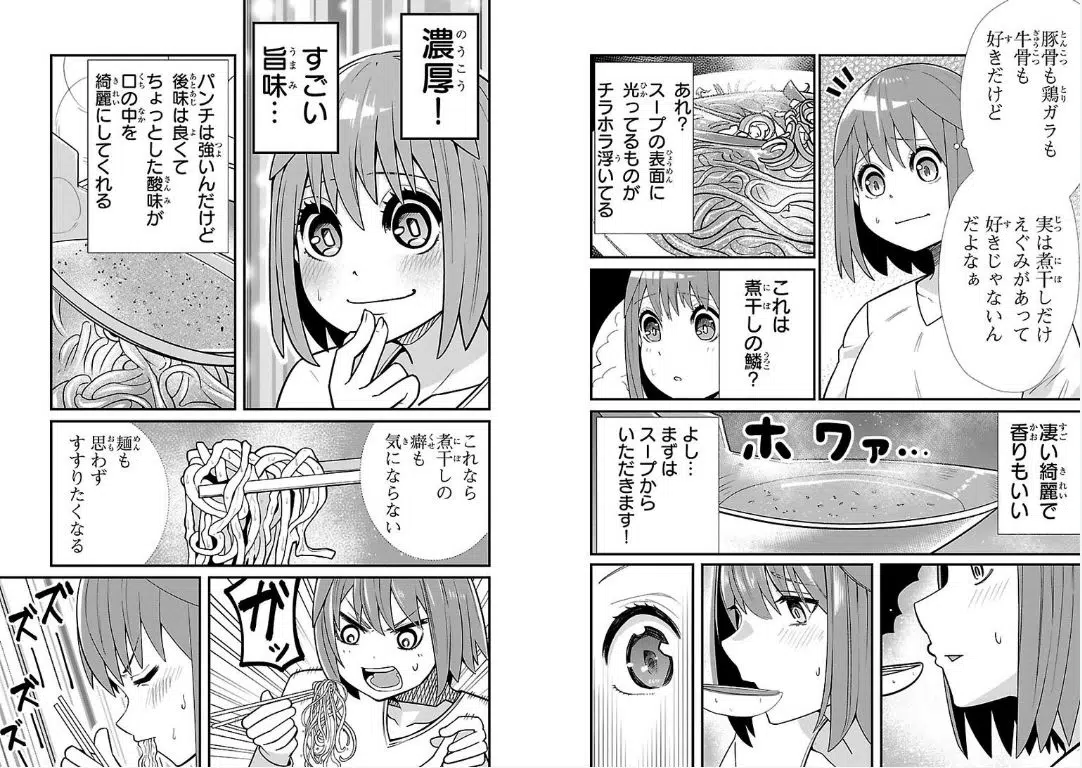 豚骨も鶏ガラも
牛骨も
好きだけど
実は煮干しだけ
えぐみがあって
好きじゃないん
だよなぁ
あれ?
スープの表面に
光ってるものが
チラホラ浮いてる
これは
煮干しの鱗?
凄い綺麗で
香りもいい
ホワァ…
よし…
まずは
スープから
いただきます!
濃厚!
すごい
旨味…
パンチは強いんだけど
後味は良くて
ちょっとした酸味が
口の中を
綺麗にしてくれる
これなら
煮干しの
癖も
気にならない
麺も
思わず
すすりたくなる
ガッ
ズズーッ
ズズーッ